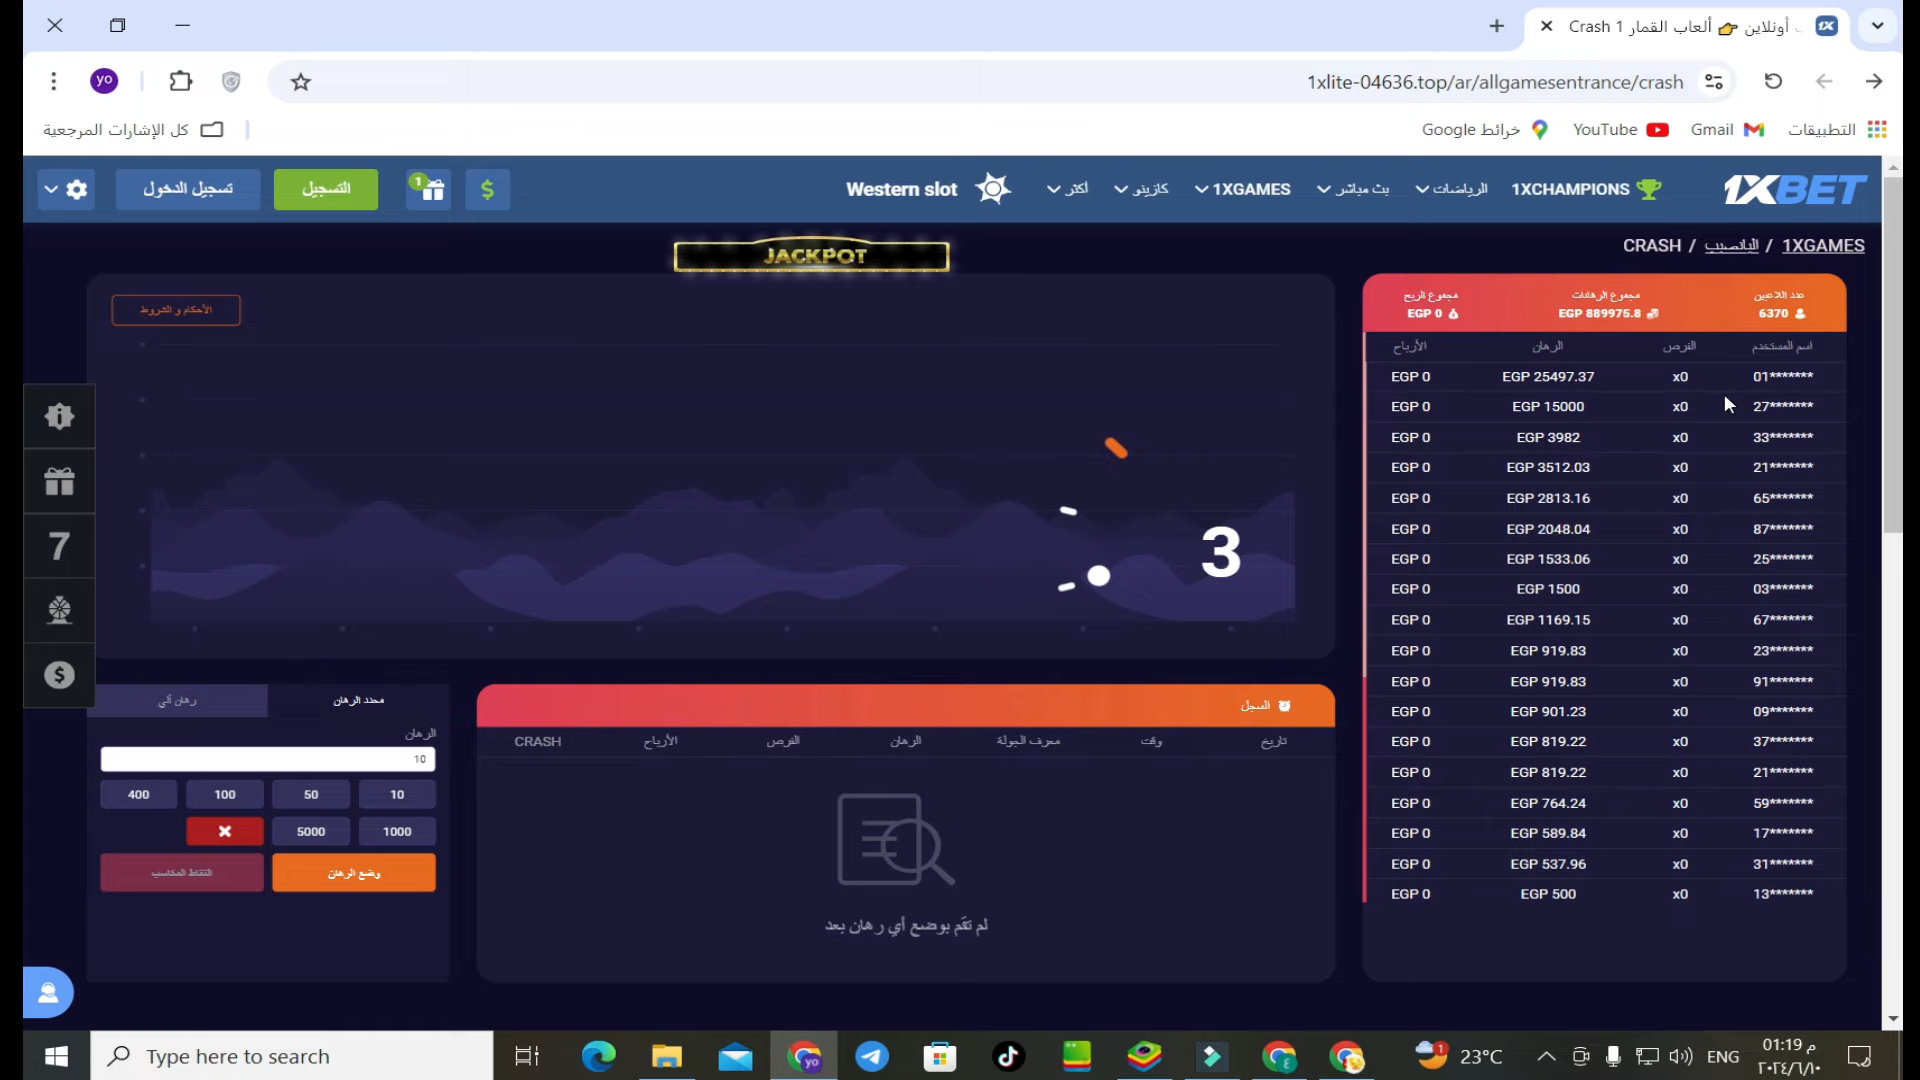 Crash 1 ألعاب القمار 👉 أونلاين
yo
1xlite-04636.top/ar/allgamesentrance/crash
التطبيقات
Gmail
YouTube
خرائط Google
كل الإشارات المرجعية
1XBET
1XCHAMPIONS
الرياضات
بث مباشر
1XGAMES
كازينو
أكثر
Western slot
$
1
التسجيل
تسجيل الدخول
1XGAMES / اليانصيب / CRASH
JACKPOT
الأحكام و الشروط
3
7
$
عدد اللاعبين مجموع الرهانات مجموع الربح
6370 EGP 889975.8 EGP 0
اسم المستخدم الفرص الرهان الأرباح
01******* x0 EGP 25497.37 EGP 0
27******* x0 EGP 15000 EGP 0
33******* x0 EGP 3982 EGP 0
21******* x0 EGP 3512.03 EGP 0
65******* x0 EGP 2813.16 EGP 0
87******* x0 EGP 2048.04 EGP 0
25******* x0 EGP 1533.06 EGP 0
03******* x0 EGP 1500 EGP 0
67******* x0 EGP 1169.15 EGP 0
23******* x0 EGP 919.83 EGP 0
91******* x0 EGP 919.83 EGP 0
09******* x0 EGP 901.23 EGP 0
37******* x0 EGP 819.22 EGP 0
21******* x0 EGP 819.22 EGP 0
59******* x0 EGP 764.24 EGP 0
17******* x0 EGP 589.84 EGP 0
31******* x0 EGP 537.96 EGP 0
13******* x0 EGP 500 EGP 0
السجل
تاريخ وقت معرف الجولة الرهان الفرص الأرباح CRASH
لم تقم بوضع أي رهان بعد
محدد الرهان رهان آلي
الرهان
10
10 50 100 400
1000 5000
وضع الرهان التقاط المكاسب
Type here to search
yo
1
23°C
ENG
01:19 م
٢٠٢٤/٦/١٠